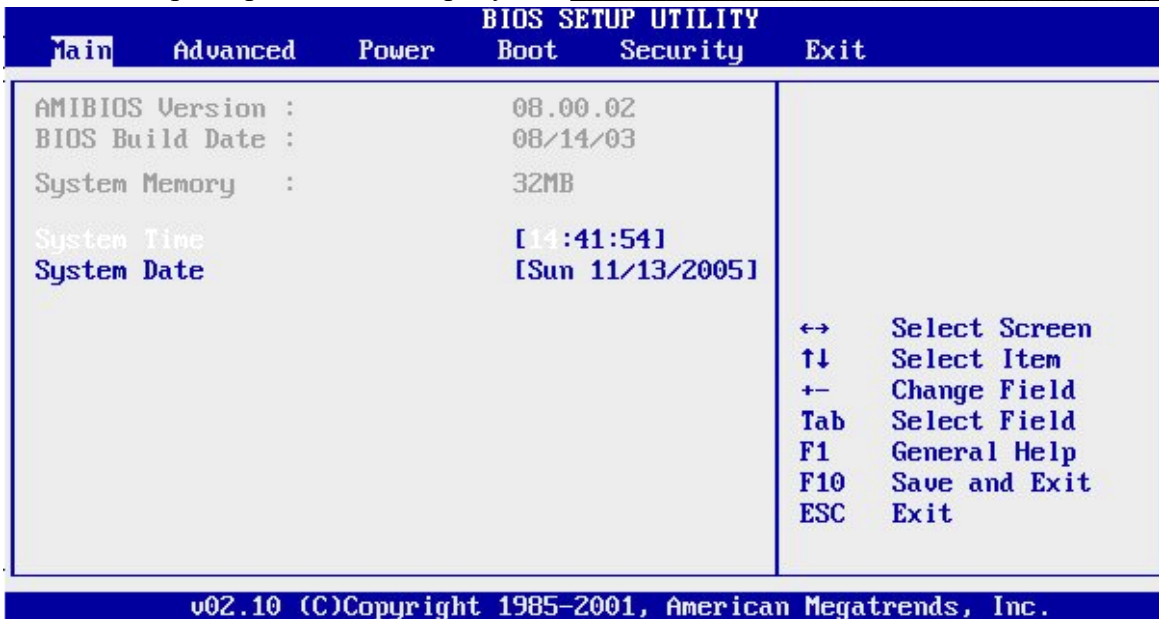 BIOS SETUP UTILITY
Main Advanced Power Boot Security Exit
AMIBIOS Version : 08.00.02
BIOS Build Date : 08/14/03
System Memory : 32MB
System Time [14:41:54]
System Date [Sun 11/13/2005]
↔ Select Screen
↑↓ Select Item
+- Change Field
Tab Select Field
F1 General Help
F10 Save and Exit
ESC Exit
v02.10 (C)Copyright 1985-2001, American Megatrends, Inc.